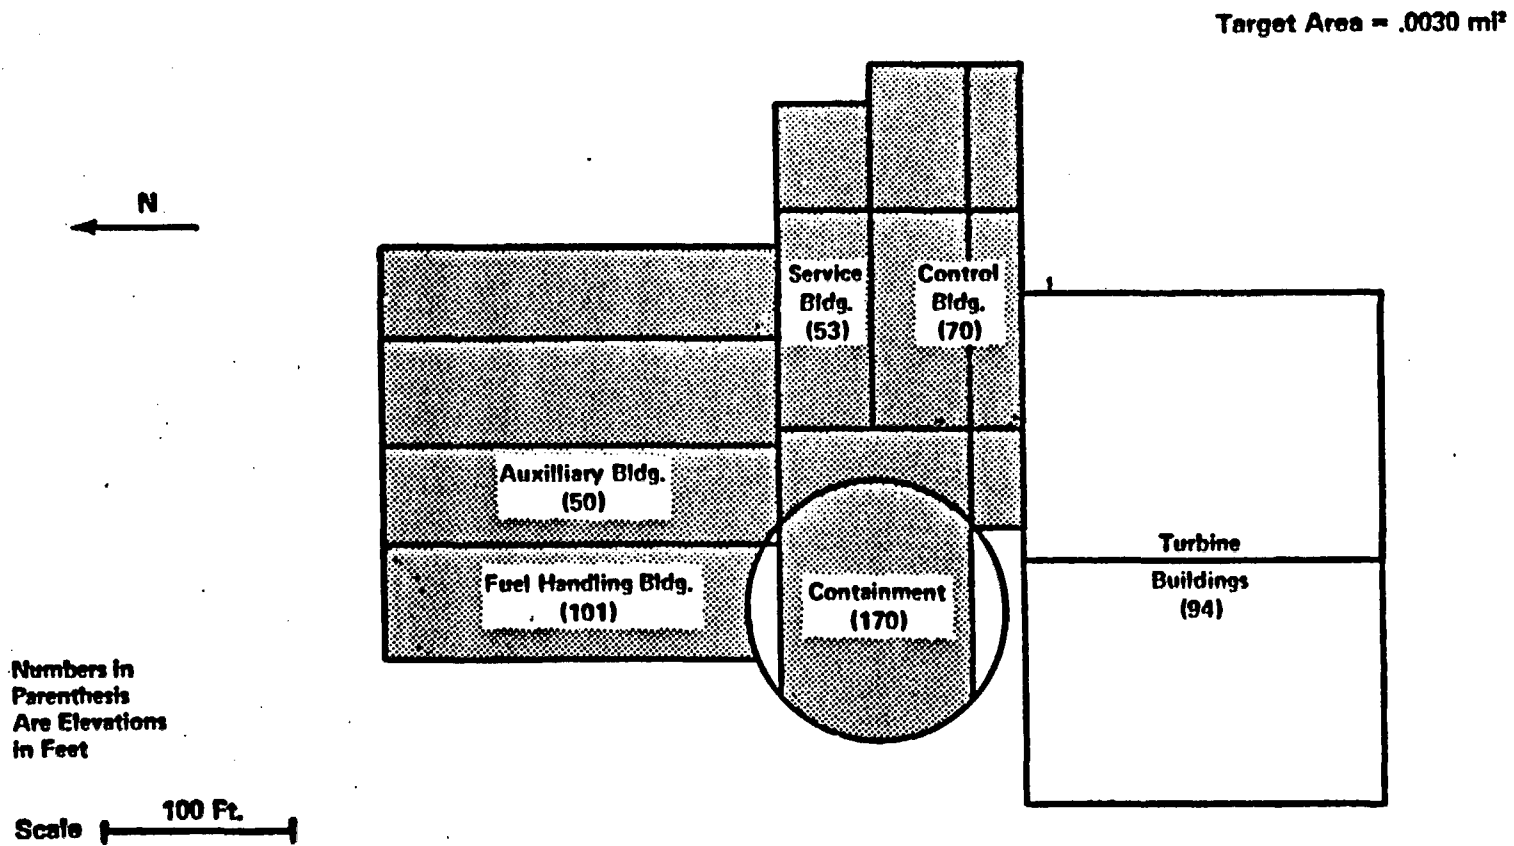 Target Area = .0030 mi²
N
Service
Bldg.
(53)
Control
Bldg.
(70)
Auxilliary Bldg.
(50)
Fuel Handling Bldg.
(101)
Containment
(170)
Turbine
Buildings
(94)
Numbers in
Parenthesis
Are Elevations
in Feet
Scale 100 Ft.